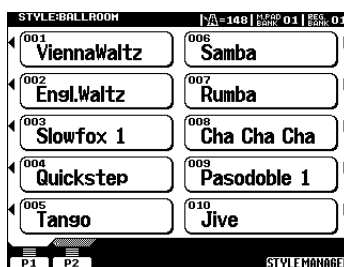 STYLE:BALLROOM
=148 M.PAD BANK 01 REG. BANK 01
001 ViennaWaltz
006 Samba
002 Engl.Waltz
007 Rumba
003 Slowfox 1
008 Cha Cha Cha
004 Quickstep
009 Pasodoble 1
005 Tango
010 Jive
P1 P2
STYLE MANAGE